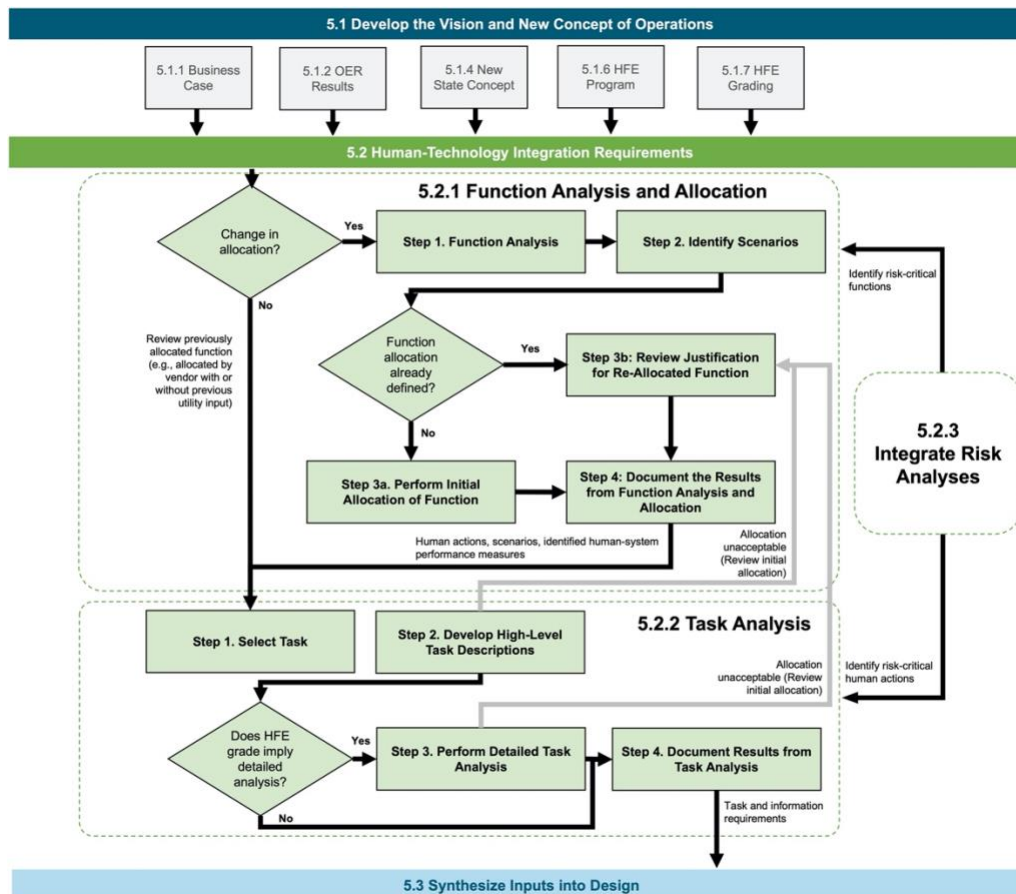 5.1 Develop the Vision and New Concept of Operations
5.1.1 Business
Case
5.1.2 OER
Results
5.1.4 New
State Concept
5.1.6 HFE
Program
5.1.7 HFE
Grading
5.2 Human-Technology Integration Requirements
5.2.1 Function Analysis and Allocation
Change in
allocation?
Yes
Step 1. Function Analysis
Step 2. Identify Scenarios
Identify risk-critical
functions
No
Review previously
allocated function
(e.g., allocated by
vendor with or
without previous
utility input)
Function
allocation
already
defined?
Yes
Step 3b: Review Justification
for Re-Allocated Function
No
5.2.3
Integrate Risk
Analyses
Step 3a. Perform Initial
Allocation of Function
Step 4: Document the Results
from Function Analysis and
Allocation
Human actions, scenarios, identified human-system
performance measures
Allocation
unacceptable
(Review initial
allocation)
5.2.2 Task Analysis
Step 1. Select Task
Step 2. Develop High-Level
Task Descriptions
Allocation
unacceptable (Review
initial allocation)
Identify risk-critical
human actions
Does HFE
grade imply
detailed
analysis?
Yes
Step 3. Perform Detailed Task
Analysis
Step 4. Document Results from
Task Analysis
No
Task and information
requirements
5.3 Synthesize Inputs into Design